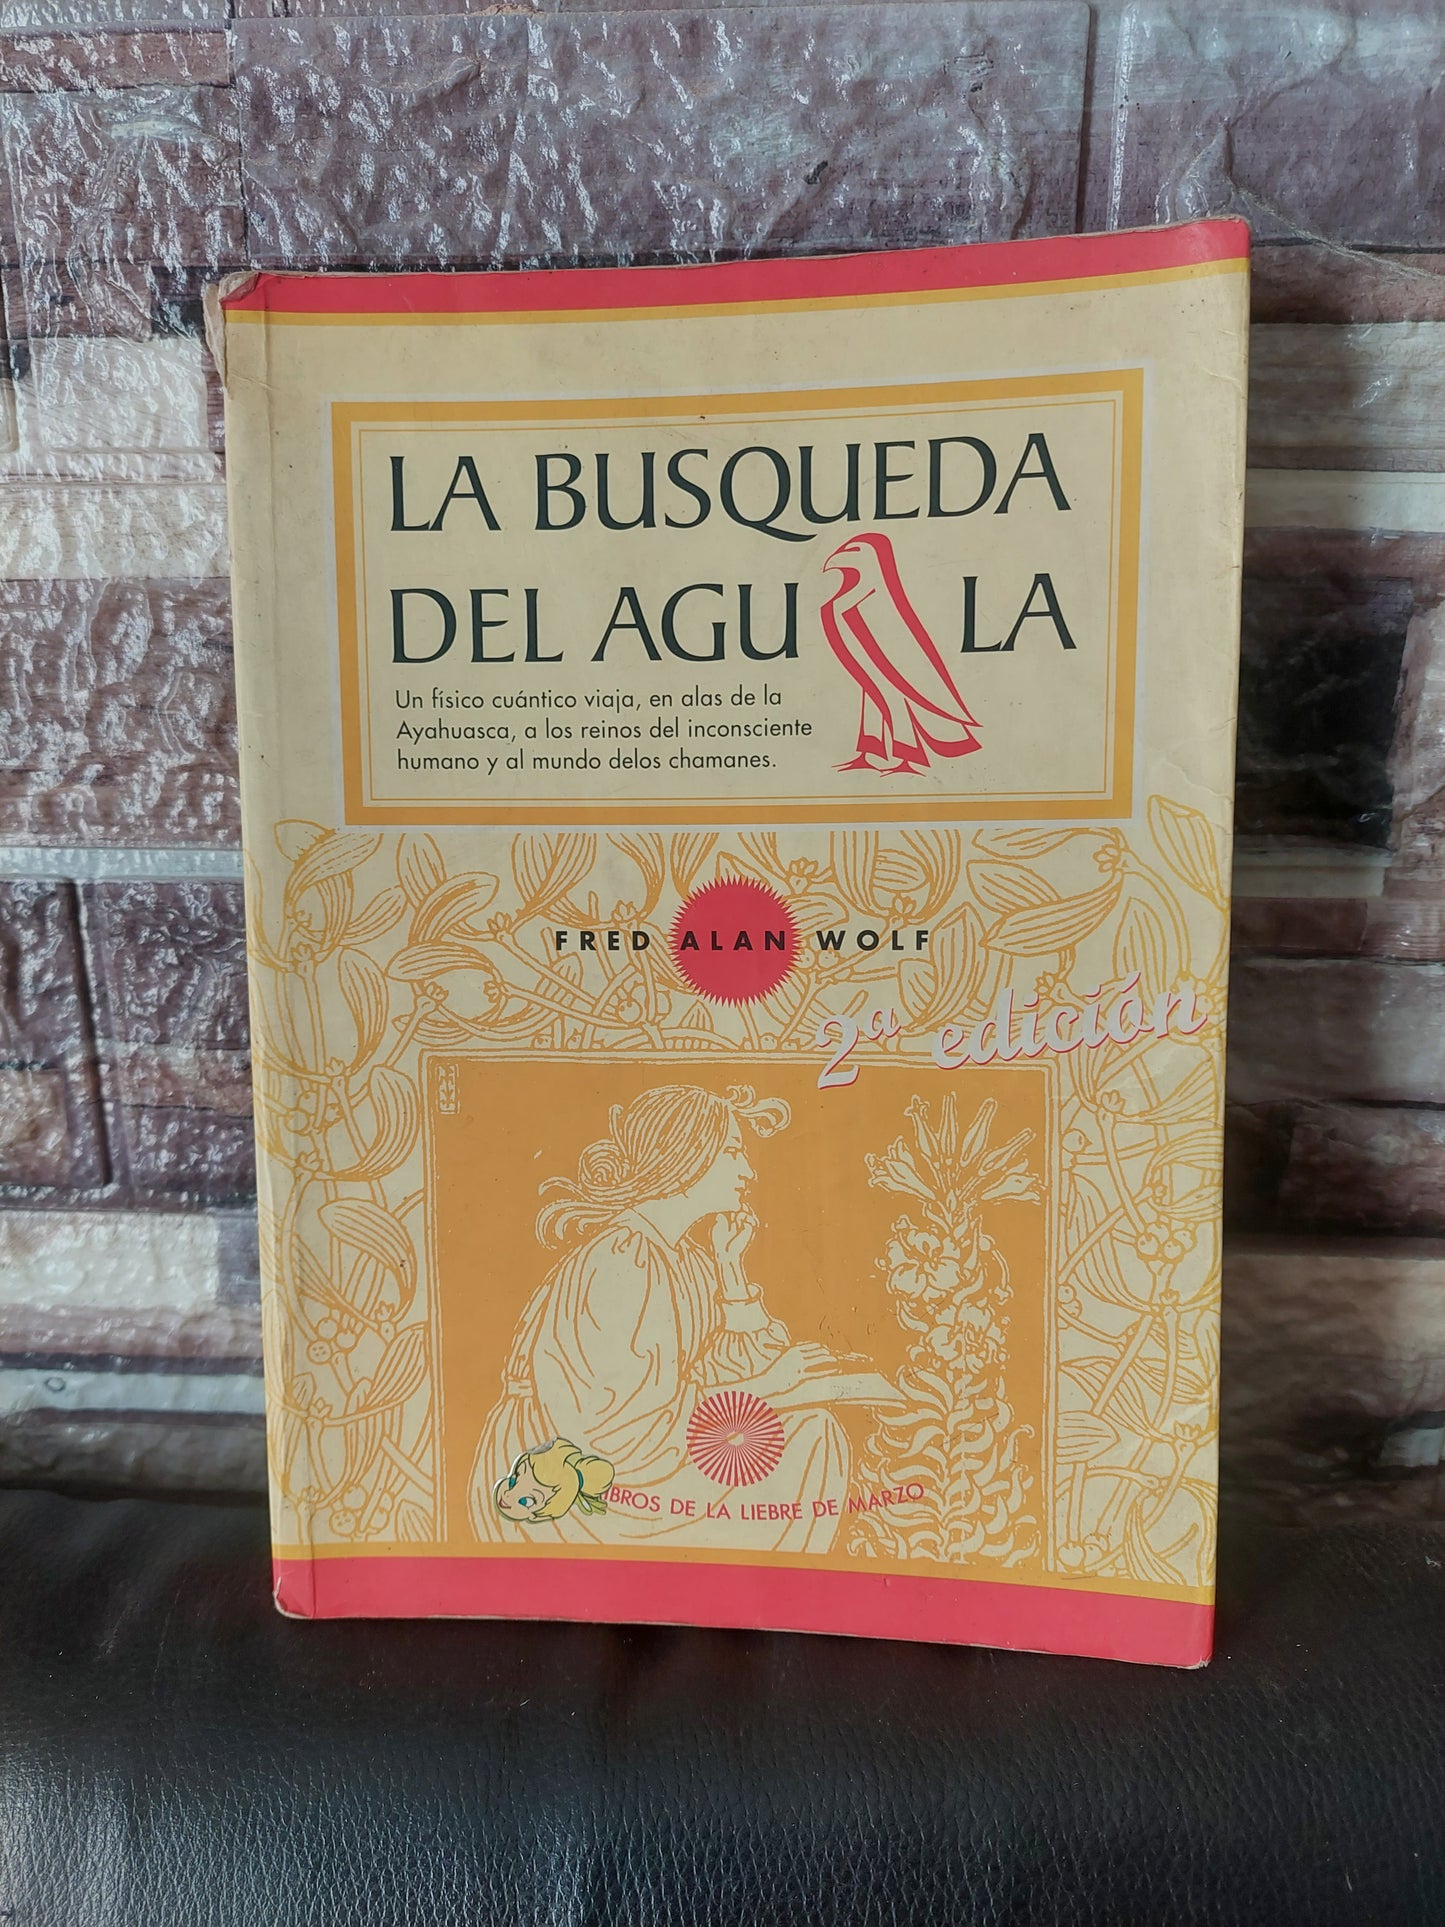 LA BUSQUEDA
DEL AGU LA
Un físico cuántico viaja, en alas de la
Ayahuasca, a los reinos del inconsciente
humano y al mundo delos chamanes.
FRED ALAN WOLF
2ª edición
LIBROS DE LA LIEBRE DE MARZO